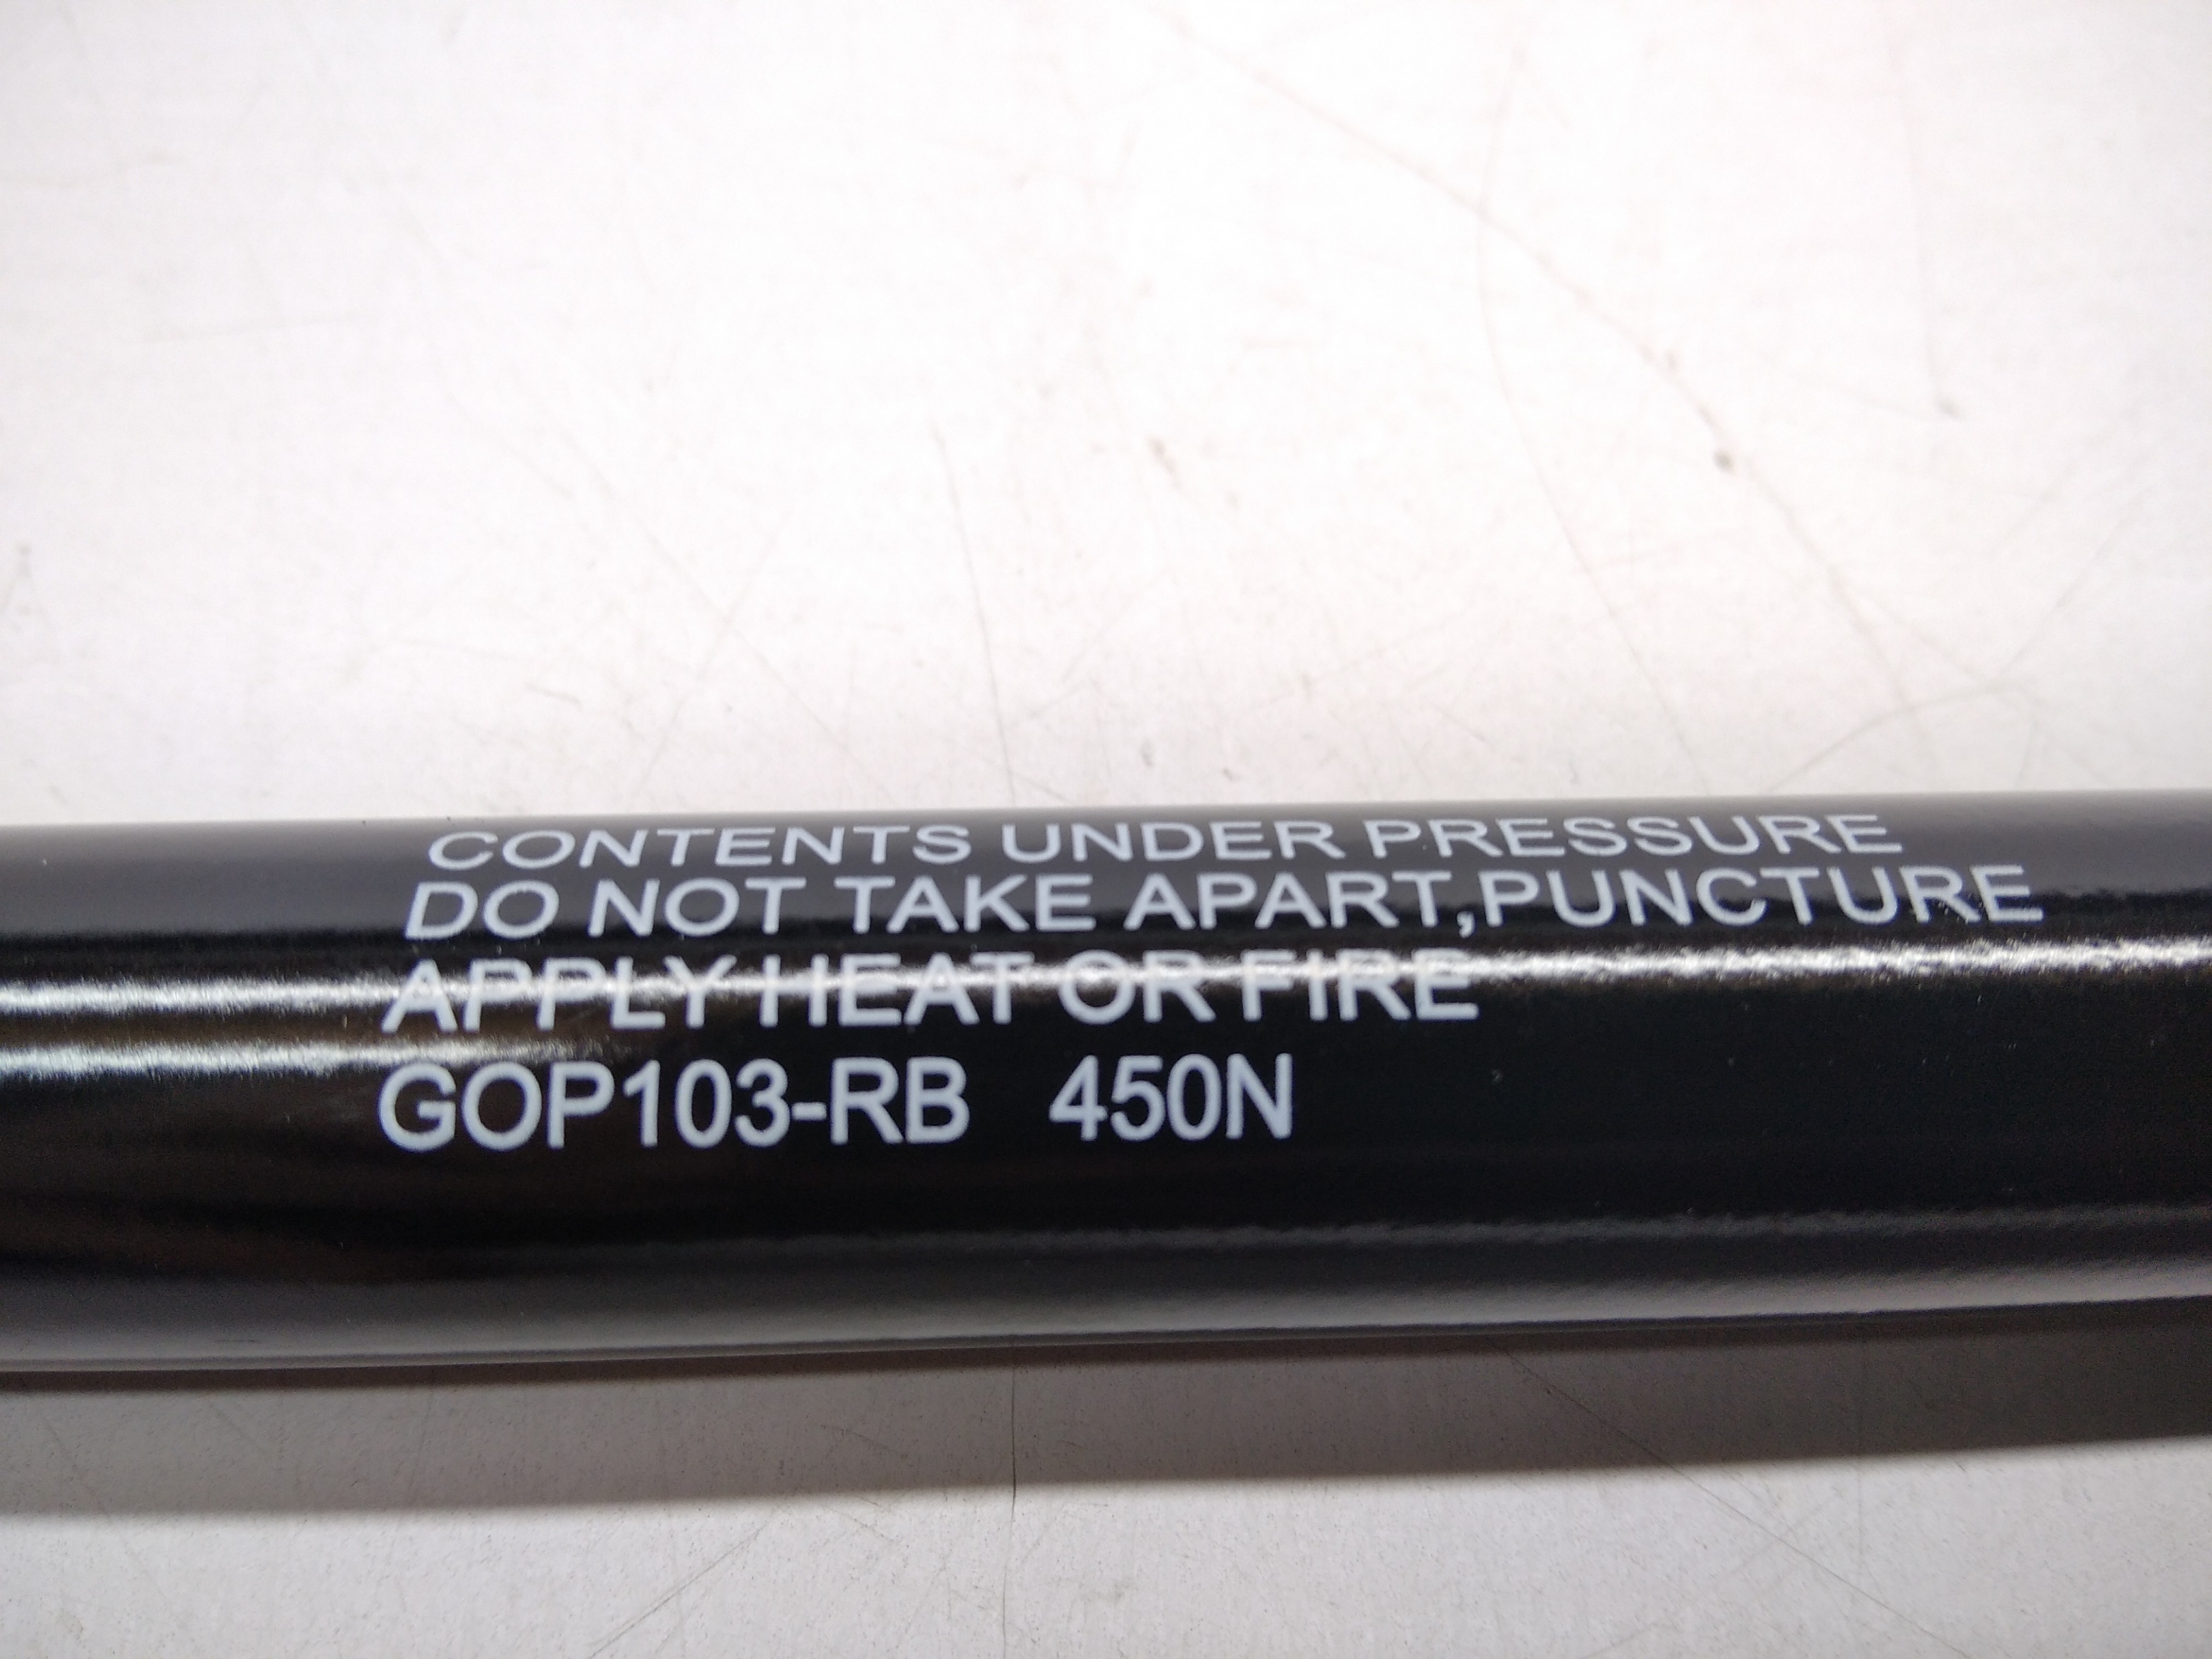 CONTENTS UNDER PRESSURE
DO NOT TAKE APART,PUNCTURE
APPLY HEAT OR FIRE
GOP103-RB 450N